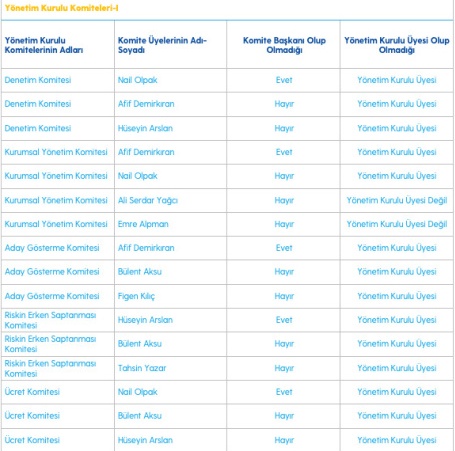 Yönetim Kurulu Komiteleri-I
Yönetim Kurulu Komitelerinin Adları Komite Üyelerinin Adı-Soyadı Komite Başkanı Olup Olmadığı Yönetim Kurulu Üyesi Olup Olmadığı
Denetim Komitesi Nail Olpak Evet Yönetim Kurulu Üyesi
Denetim Komitesi Afif Demirkıran Hayır Yönetim Kurulu Üyesi
Denetim Komitesi Hüseyin Arslan Hayır Yönetim Kurulu Üyesi
Kurumsal Yönetim Komitesi Afif Demirkıran Evet Yönetim Kurulu Üyesi
Kurumsal Yönetim Komitesi Nail Olpak Hayır Yönetim Kurulu Üyesi
Kurumsal Yönetim Komitesi Ali Serdar Yağcı Hayır Yönetim Kurulu Üyesi Değil
Kurumsal Yönetim Komitesi Emre Alpman Hayır Yönetim Kurulu Üyesi Değil
Aday Gösterme Komitesi Afif Demirkıran Evet Yönetim Kurulu Üyesi
Aday Gösterme Komitesi Bülent Aksu Hayır Yönetim Kurulu Üyesi
Aday Gösterme Komitesi Figen Kılıç Hayır Yönetim Kurulu Üyesi
Riskin Erken Saptanması Komitesi Hüseyin Arslan Evet Yönetim Kurulu Üyesi
Riskin Erken Saptanması Komitesi Bülent Aksu Hayır Yönetim Kurulu Üyesi
Riskin Erken Saptanması Komitesi Tahsin Yazar Hayır Yönetim Kurulu Üyesi
Ücret Komitesi Nail Olpak Evet Yönetim Kurulu Üyesi
Ücret Komitesi Bülent Aksu Hayır Yönetim Kurulu Üyesi
Ücret Komitesi Hüseyin Arslan Hayır Yönetim Kurulu Üyesi